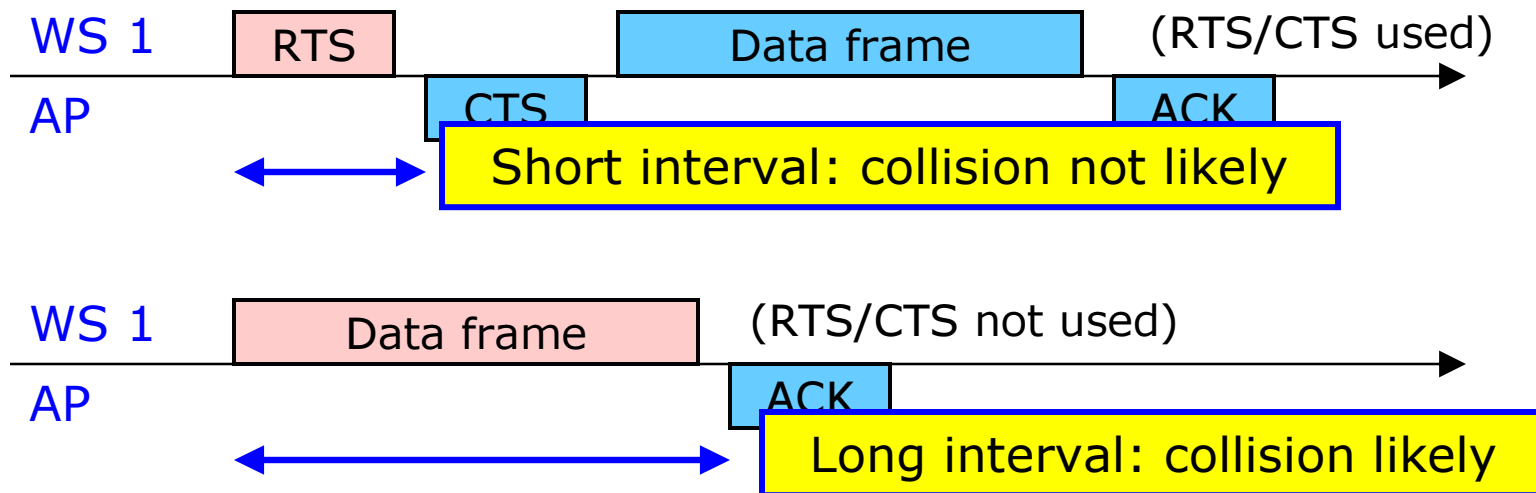 WS 1
RTS
Data frame
(RTS/CTS used)
AP
CTS
ACK
Short interval: collision not likely
WS 1
Data frame
(RTS/CTS not used)
AP
ACK
Long interval: collision likely